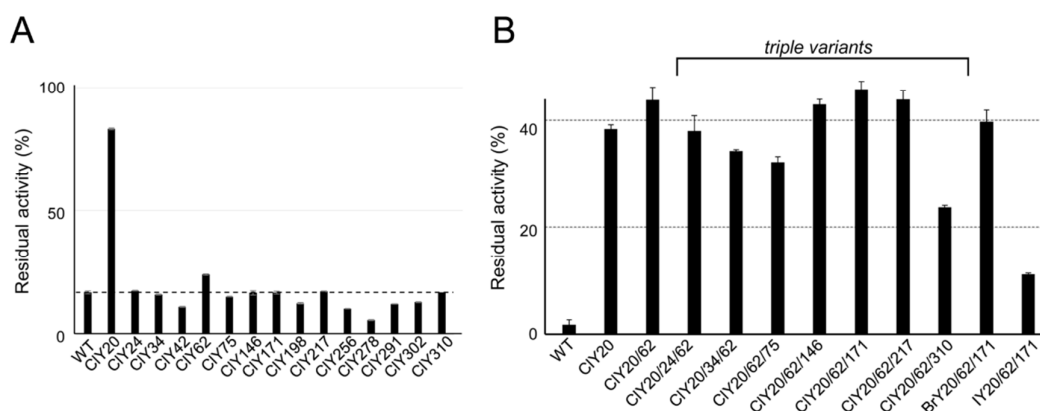 A
Residual activity (%)
100
50
0
WT
ClY20
ClY24
ClY34
ClY42
ClY62
ClY75
ClY146
ClY171
ClY198
ClY217
ClY256
ClY278
ClY291
ClY302
ClY310
B
triple variants
Residual activity (%)
40
20
0
WT
ClY20
ClY20/62
ClY20/24/62
ClY20/34/62
ClY20/62/75
ClY20/62/146
ClY20/62/171
ClY20/62/217
ClY20/62/310
BrY20/62/171
IY20/62/171